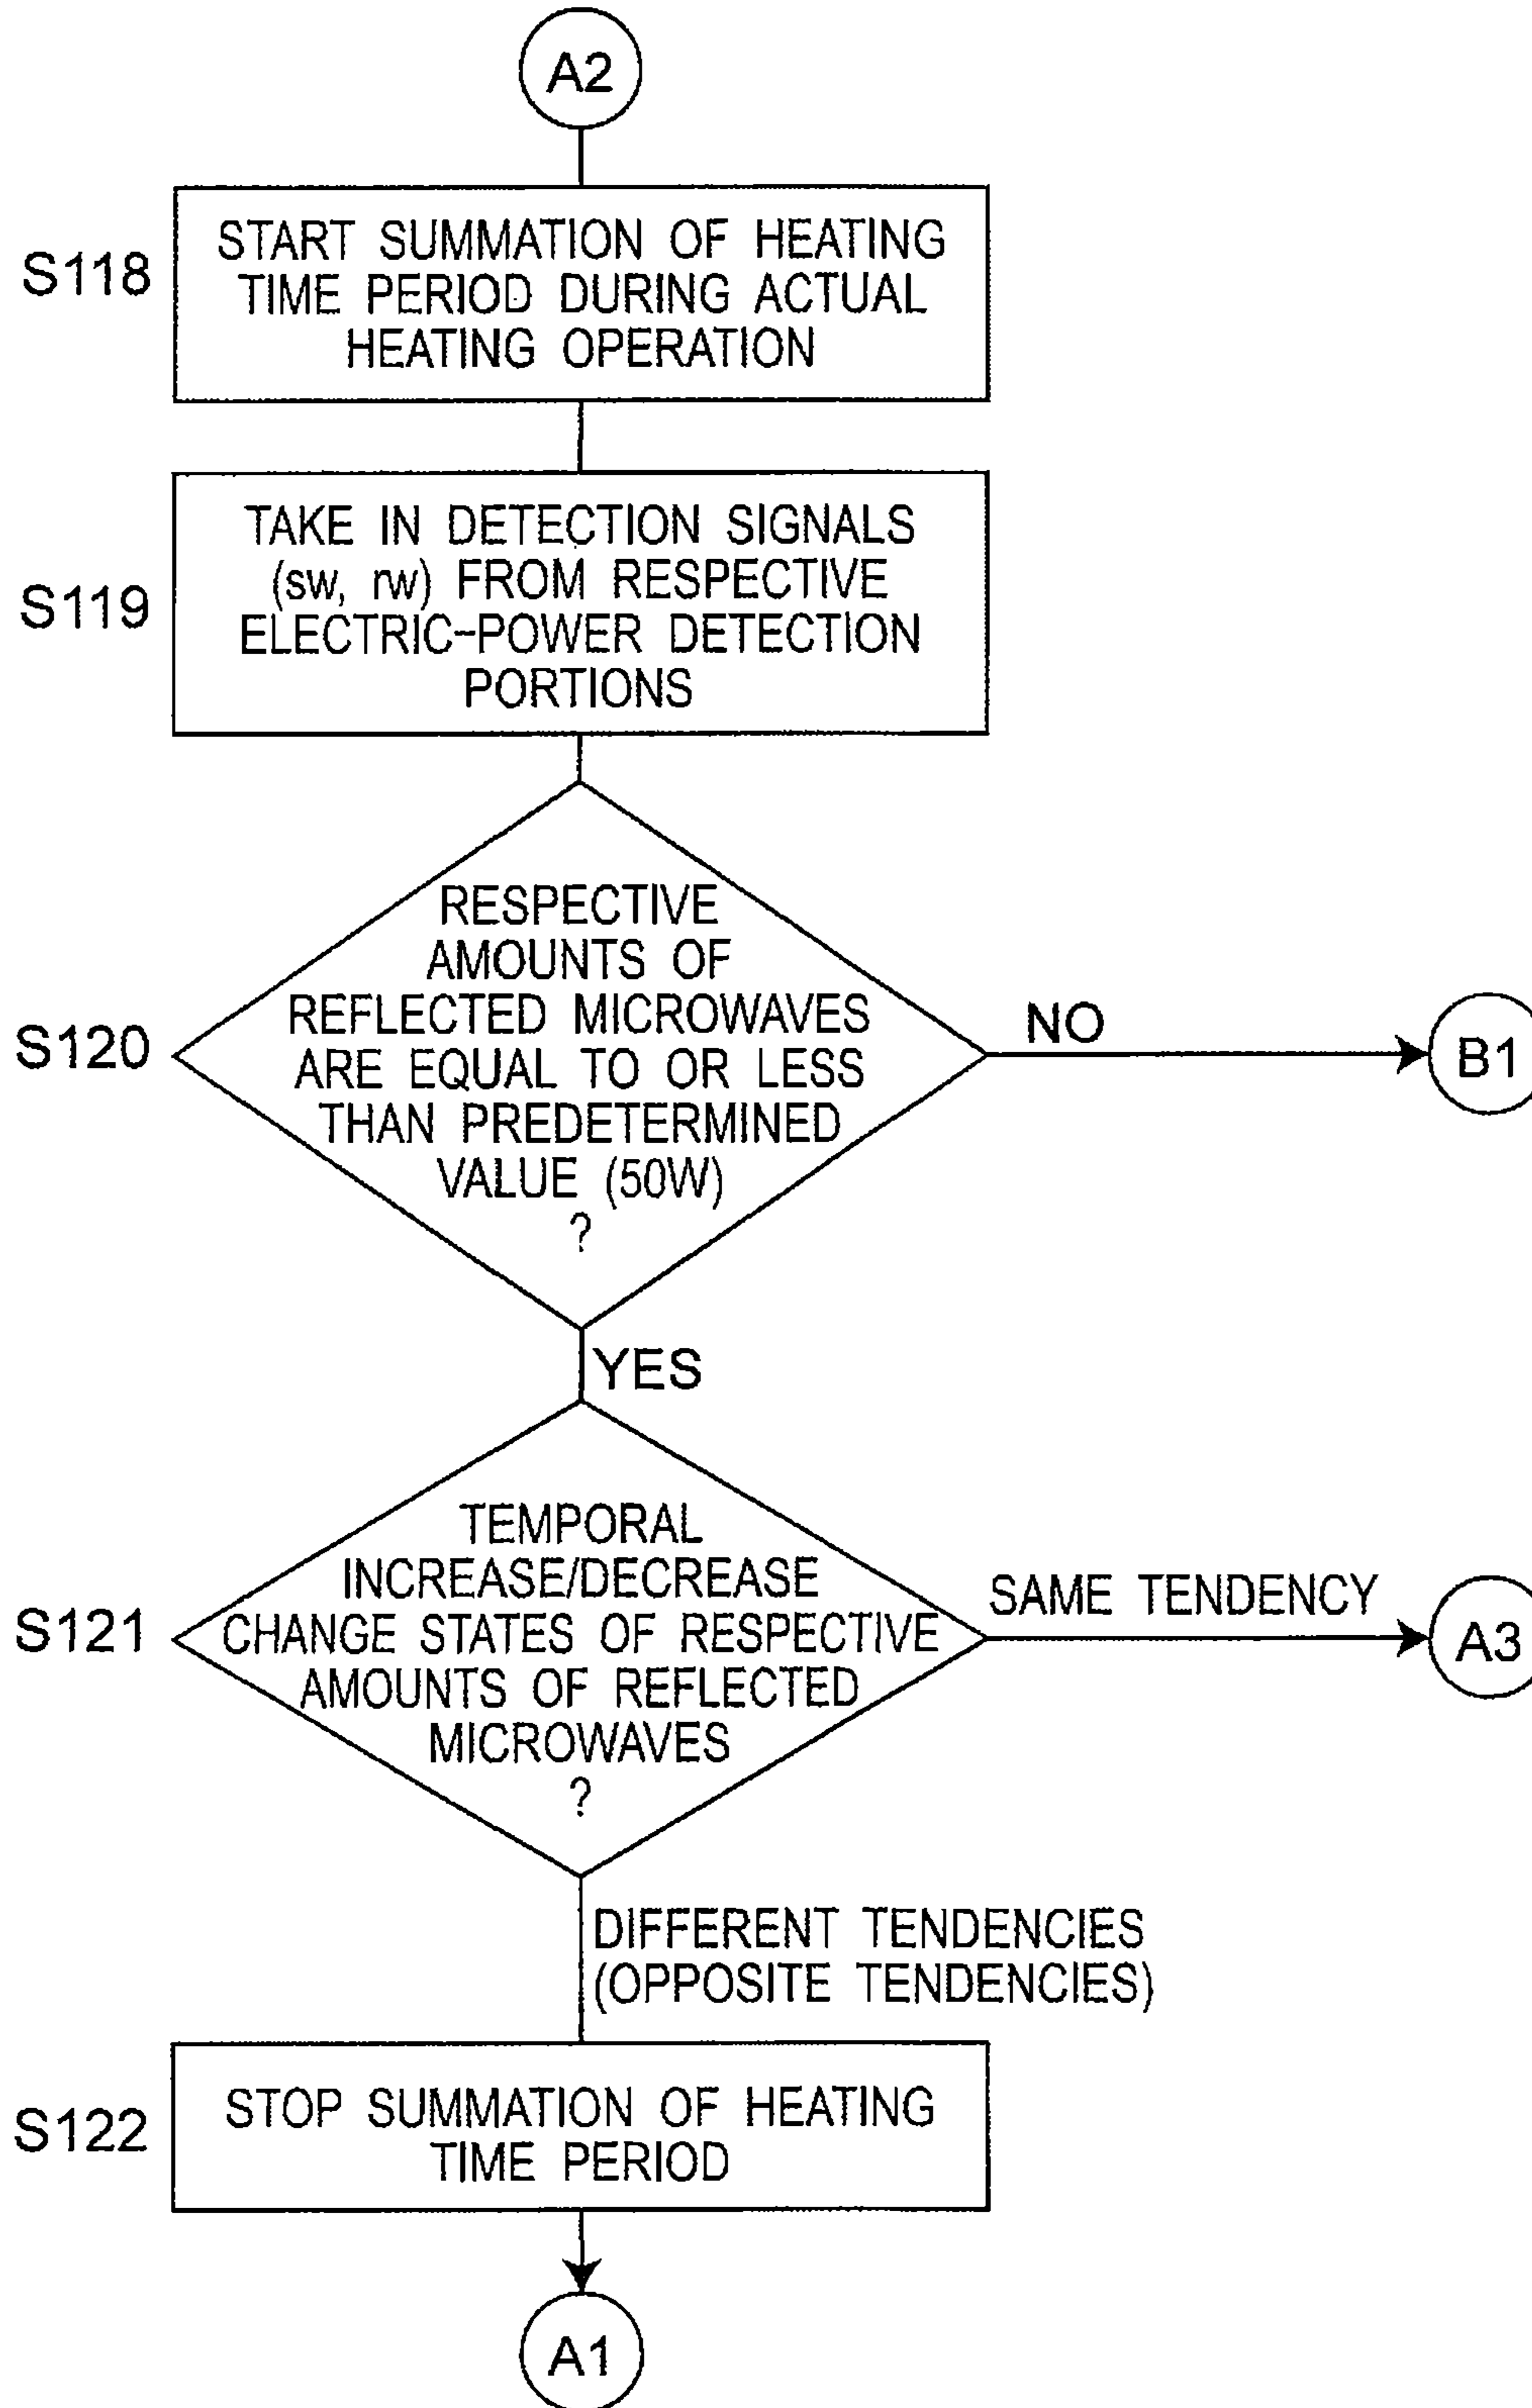 A2
S118
START SUMMATION OF HEATING
TIME PERIOD DURING ACTUAL
HEATING OPERATION
S119
TAKE IN DETECTION SIGNALS
(sw, rw) FROM RESPECTIVE
ELECTRIC-POWER DETECTION
PORTIONS
S120
RESPECTIVE
AMOUNTS OF
REFLECTED MICROWAVES
ARE EQUAL TO OR LESS
THAN PREDETERMINED
VALUE (50W)
?
NO
B1
YES
S121
TEMPORAL
INCREASE/DECREASE
CHANGE STATES OF RESPECTIVE
AMOUNTS OF REFLECTED
MICROWAVES
?
SAME TENDENCY
A3
DIFFERENT TENDENCIES
(OPPOSITE TENDENCIES)
S122
STOP SUMMATION OF HEATING
TIME PERIOD
A1